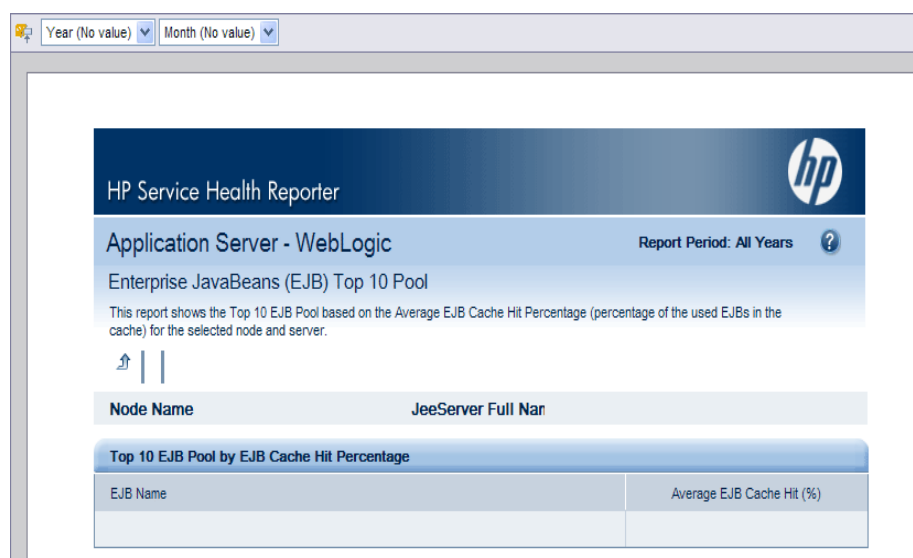 Year (No value) Month (No value)
hp
HP Service Health Reporter
Application Server - WebLogic Report Period: All Years ?
Enterprise JavaBeans (EJB) Top 10 Pool
This report shows the Top 10 EJB Pool based on the Average EJB Cache Hit Percentage (percentage of the used EJBs in the
cache) for the selected node and server.
Node Name JeeServer Full Nar
Top 10 EJB Pool by EJB Cache Hit Percentage
EJB Name Average EJB Cache Hit (%)